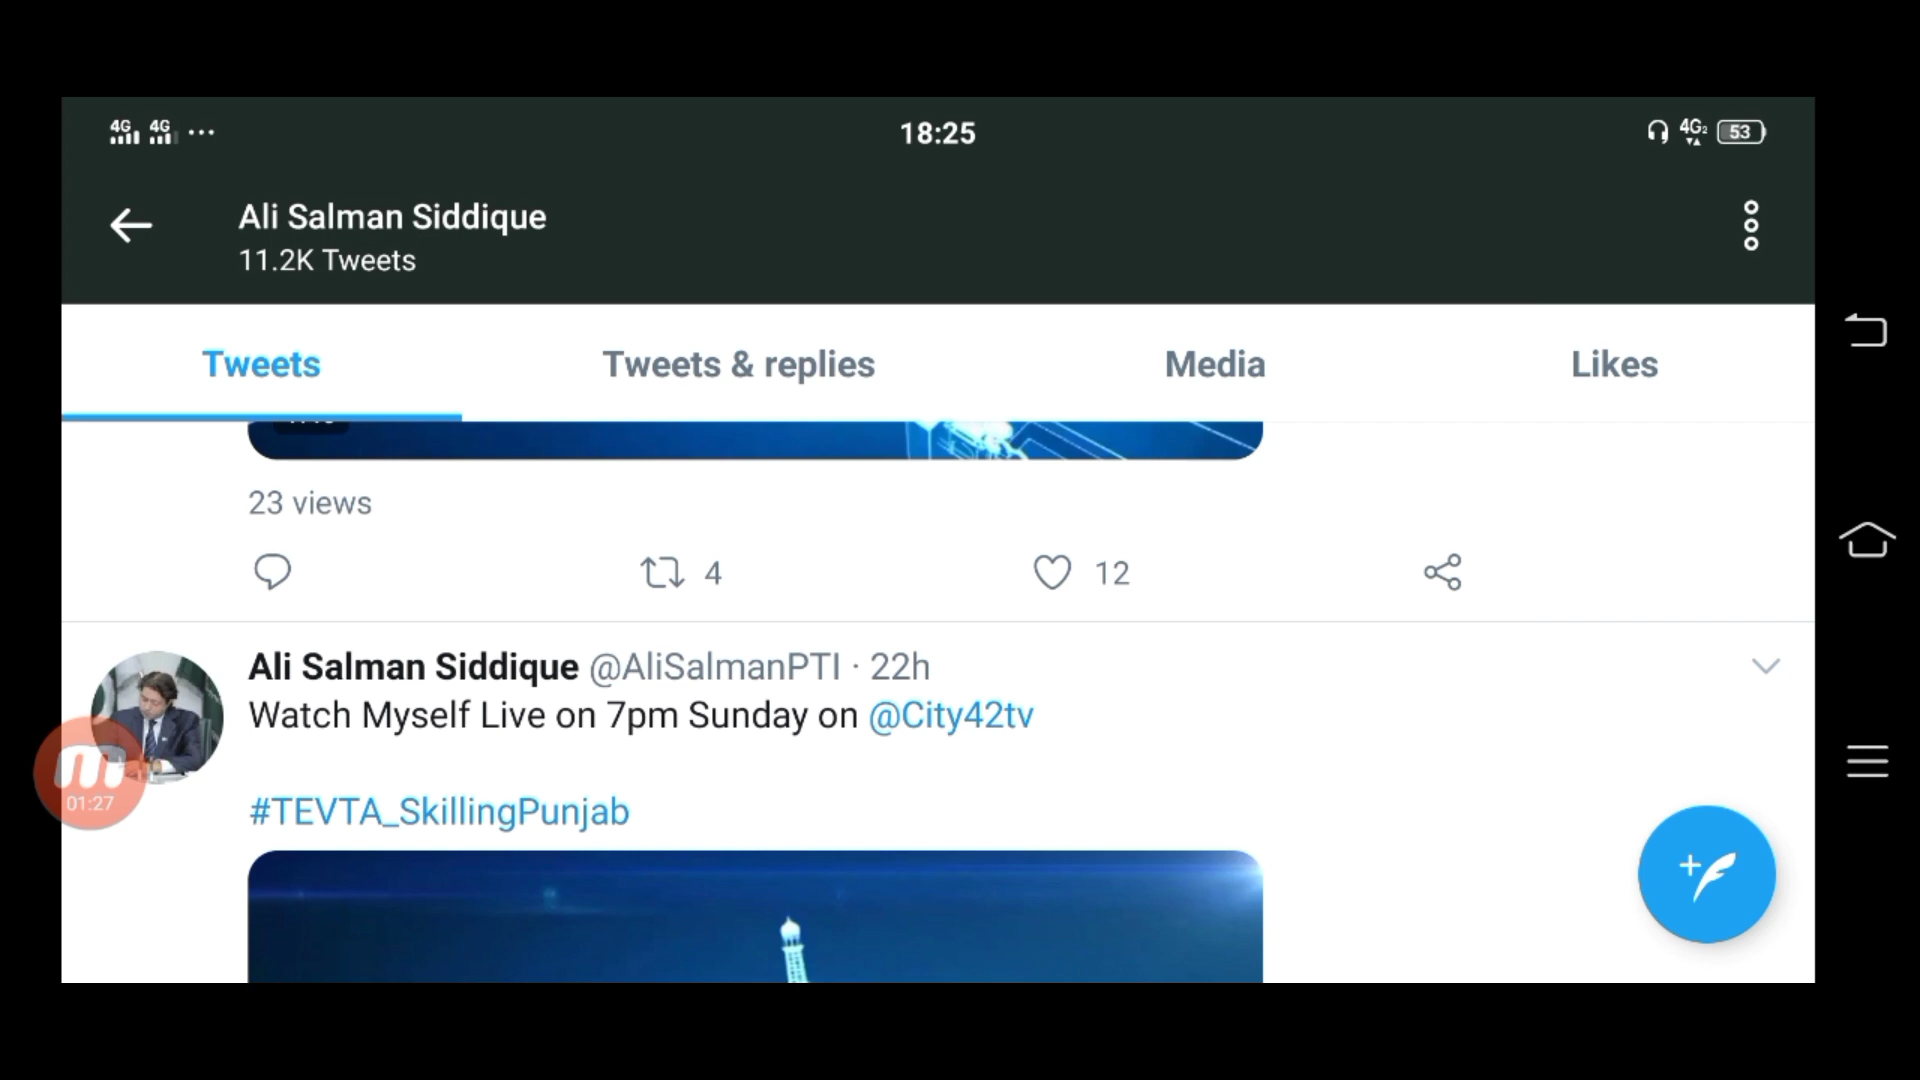 4G 4G ... 18:25 4G2 53
Ali Salman Siddique
11.2K Tweets
Tweets Tweets & replies Media Likes
23 views
4 12
Ali Salman Siddique @AliSalmanPTI · 22h
Watch Myself Live on 7pm Sunday on @City42tv
01:27
#TEVTA_SkillingPunjab